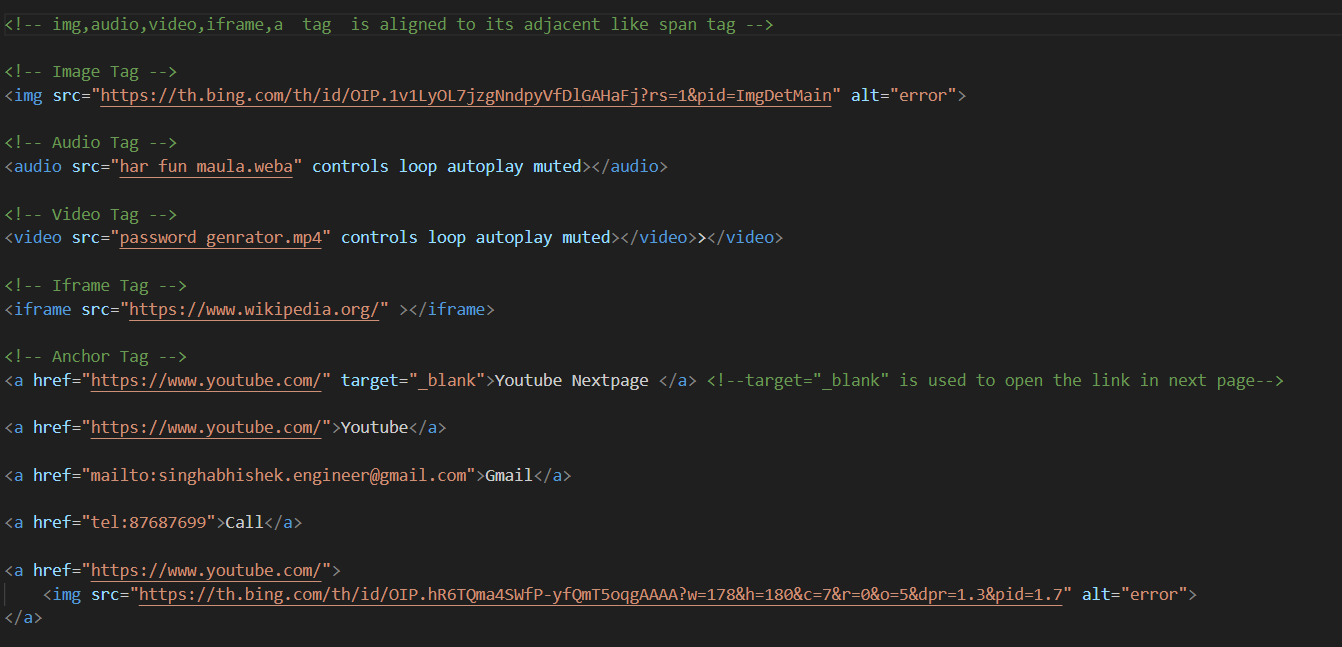 <!-- img,audio,video,iframe,a  tag  is aligned to its adjacent like span tag -->
<!-- Image Tag -->
<img src="https://th.bing.com/th/id/OIP.1v1LyOL7jzgNndpyVfDlGAHaFj?rs=1&pid=ImgDetMain" alt="error">
<!-- Audio Tag -->
<audio src="har fun maula.weba" controls loop autoplay muted></audio>
<!-- Video Tag -->
<video src="password genrator.mp4" controls loop autoplay muted></video>></video>
<!-- Iframe Tag -->
<iframe src="https://www.wikipedia.org/" ></iframe>
<!-- Anchor Tag -->
<a href="https://www.youtube.com/" target="_blank">Youtube Nextpage </a> <!--target="_blank" is used to open the link in next page-->
<a href="https://www.youtube.com/">Youtube</a>
<a href="mailto:singhabhishek.engineer@gmail.com">Gmail</a>
<a href="tel:87687699">Call</a>
<a href="https://www.youtube.com/">
    <img src="https://th.bing.com/th/id/OIP.hR6TQma4SWfP-yfQmT5oqgAAAA?w=178&h=180&c=7&r=0&o=5&dpr=1.3&pid=1.7" alt="error">
</a>